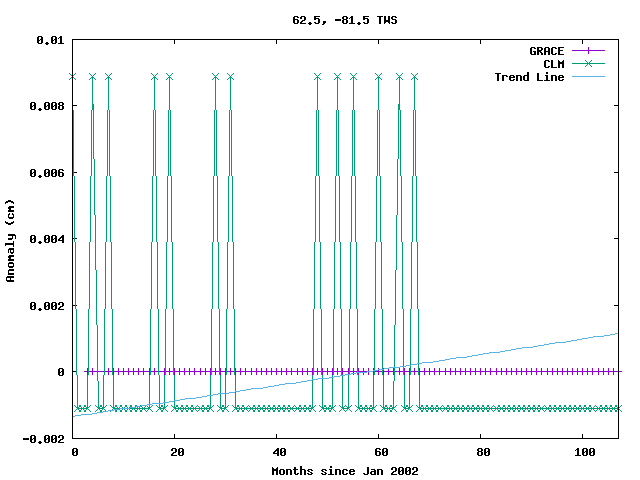 62.5, -81.5 TWS
GRACE
CLM
Trend Line
0.01
0.008
0.006
0.004
0.002
0
-0.002
Anomaly (cm)
0 20 40 60 80 100
Months since Jan 2002